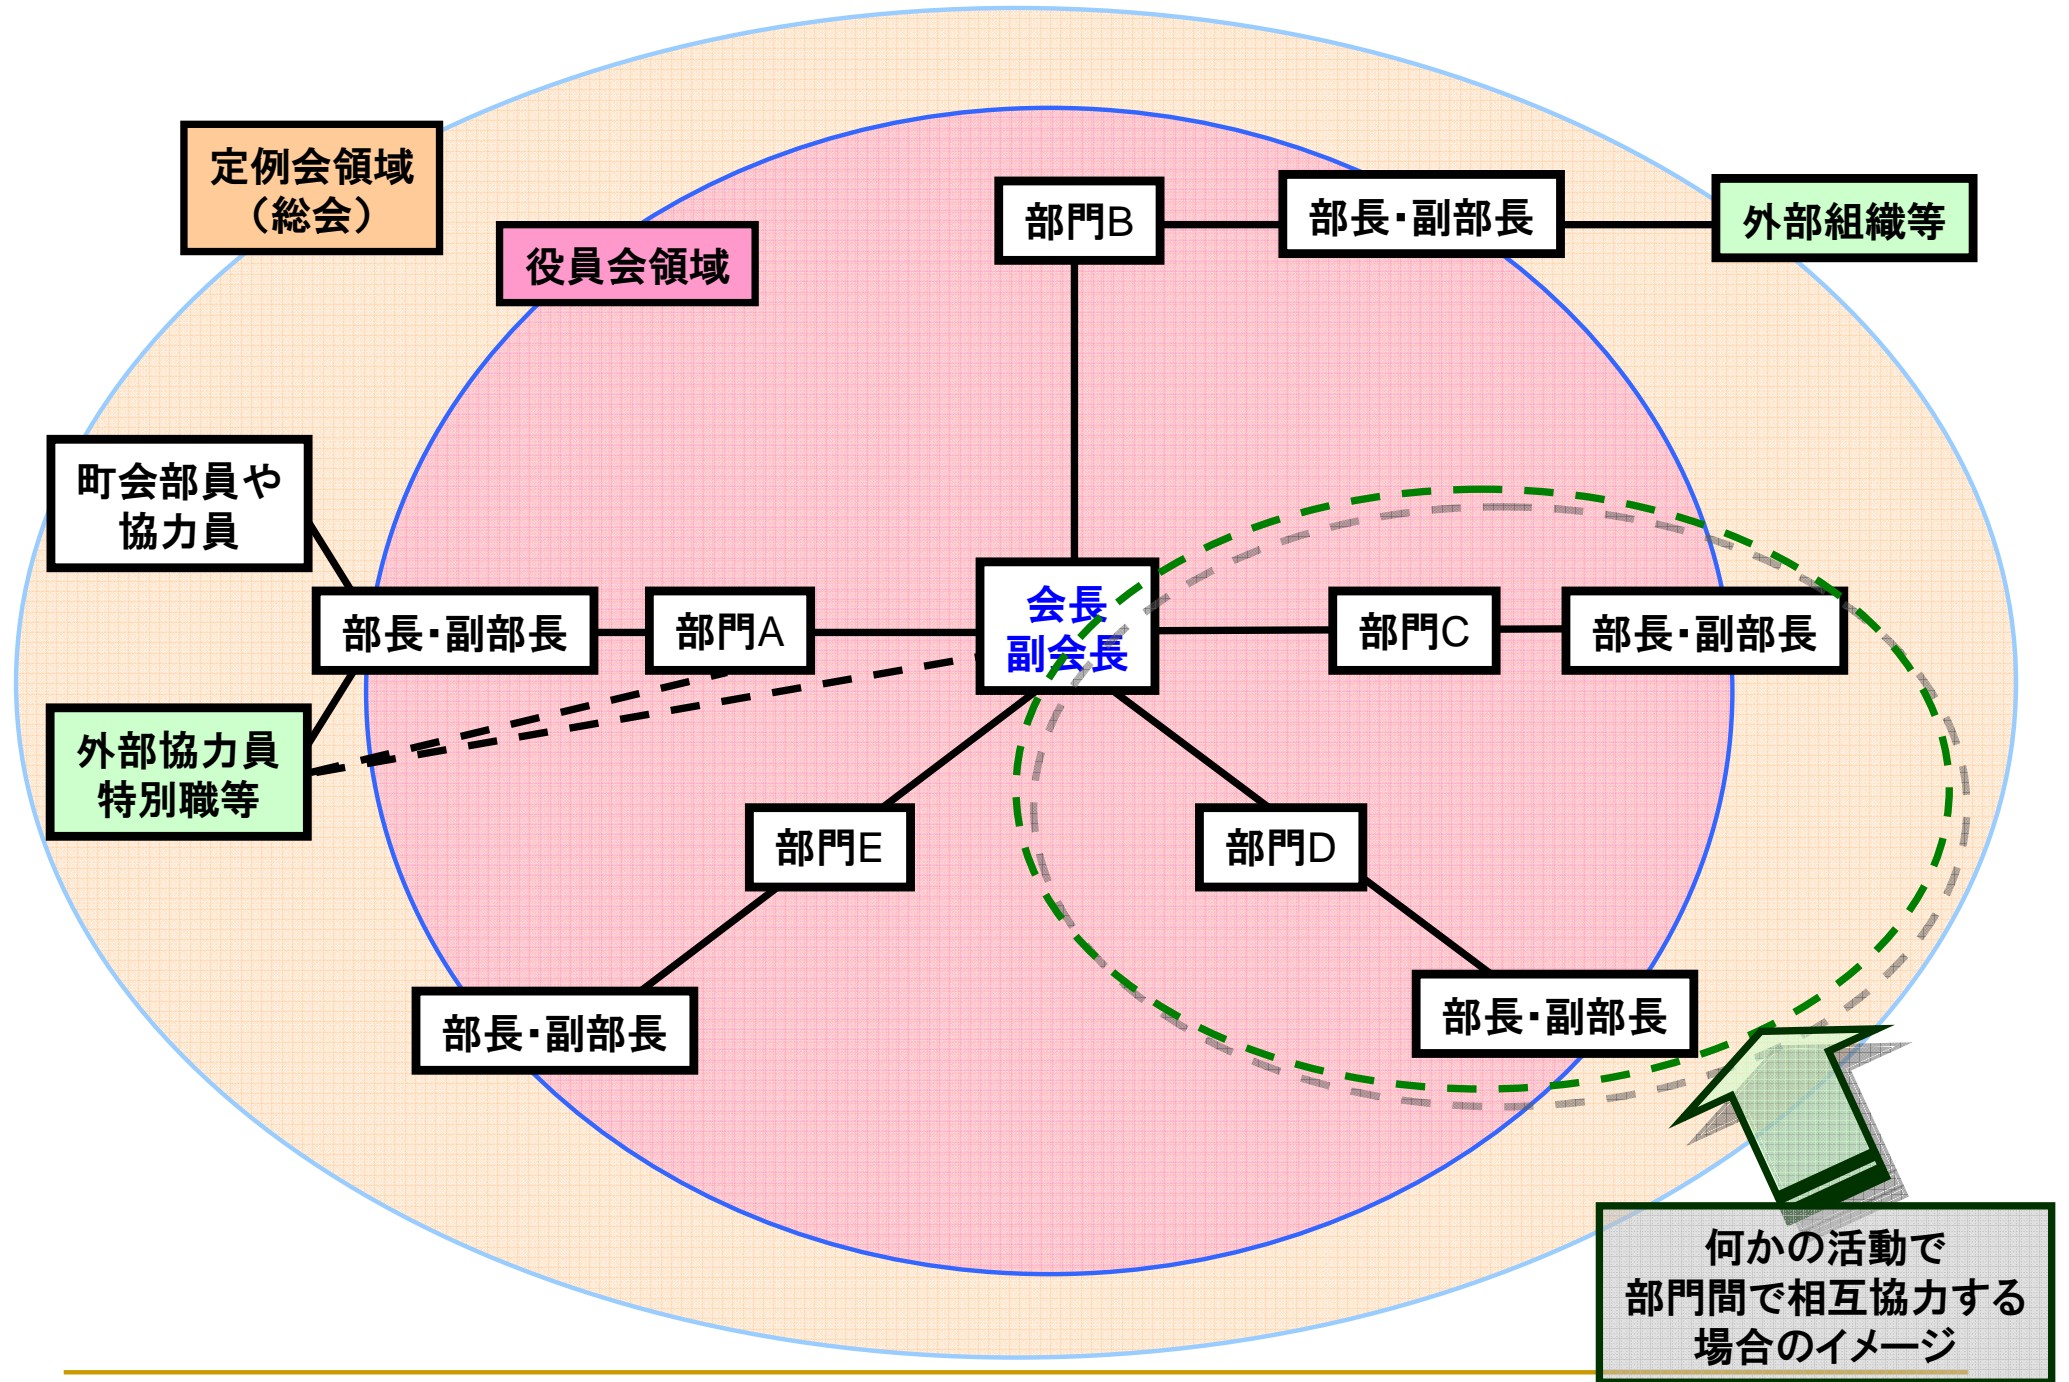 定例会領域
（総会）
役員会領域
部門B
部長・副部長
外部組織等
町会部員や
協力員
部長・副部長
部門A
会長
副会長
部門C
部長・副部長
外部協力員
特別職等
部門E
部門D
部長・副部長
部長・副部長
何かの活動で
部門間で相互協力する
場合のイメージ